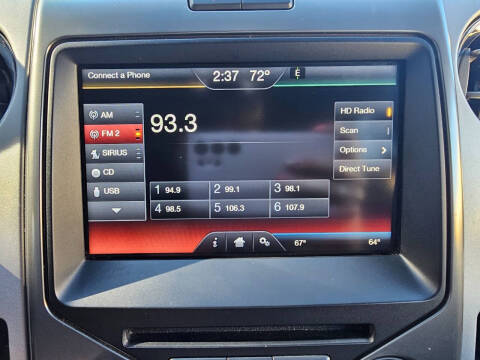 Connect a Phone
2:37 72° E
AM
FM 2
SIRIUS
CD
USB
93.3
HD Radio
Scan
Options >
Direct Tune
1 94.9
2 99.1
3 98.1
4 98.5
5 106.3
6 107.9
i
67°
64°